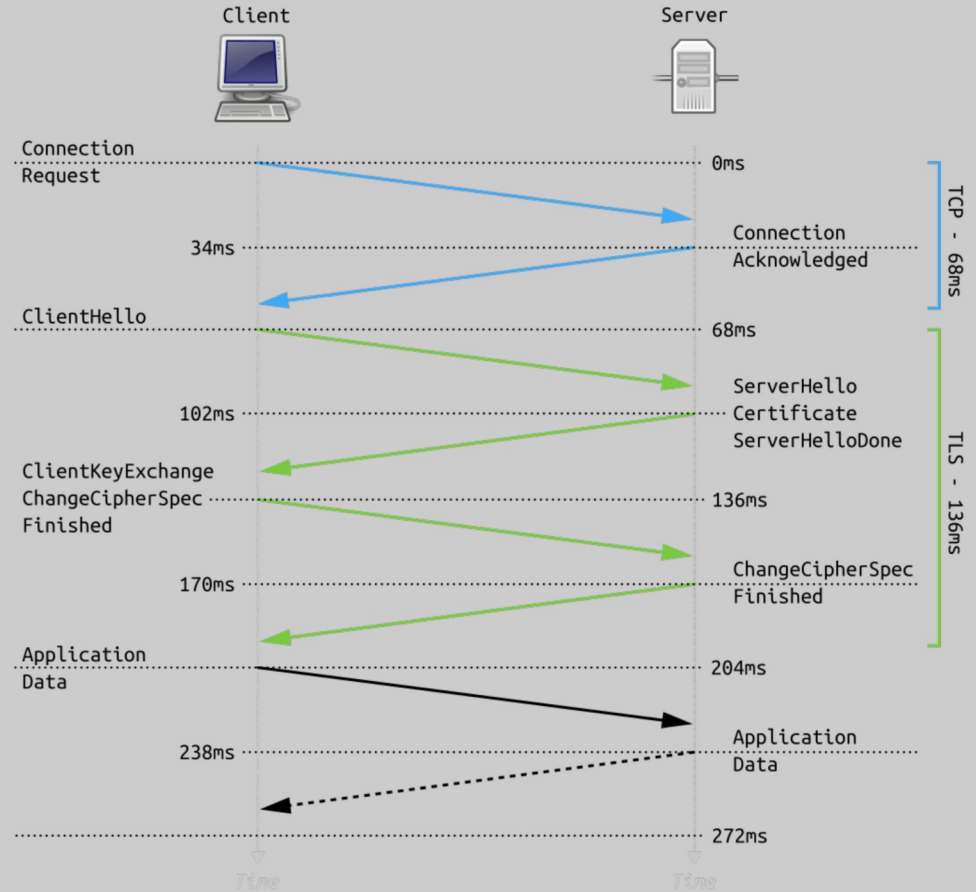 Client
Server
Connection
Request
0ms
34ms
Connection
Acknowledged
TCP - 68ms
ClientHello
68ms
102ms
ServerHello
Certificate
ServerHelloDone
TLS - 136ms
ClientKeyExchange
ChangeCipherSpec
Finished
136ms
170ms
ChangeCipherSpec
Finished
Application
Data
204ms
238ms
Application
Data
272ms
Time
Time